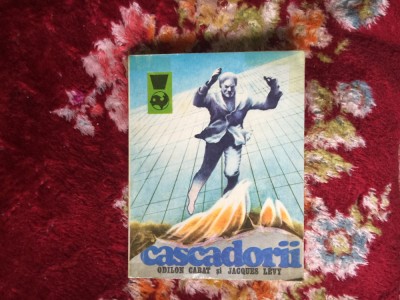 cascadorii
ODILON CABAT și JACQUES LEVY